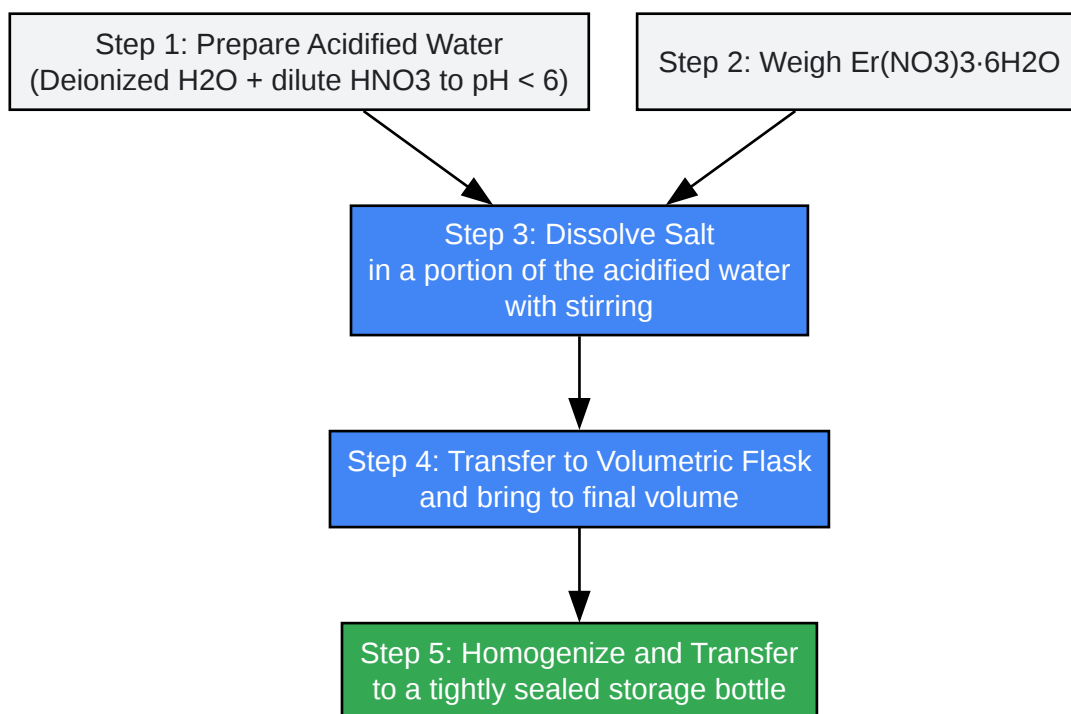 Step 1: Prepare Acidified Water
(Deionized H2O + dilute HNO3 to pH < 6)
Step 2: Weigh Er(NO3)3·6H2O
Step 3: Dissolve Salt
in a portion of the acidified water
with stirring
Step 4: Transfer to Volumetric Flask
and bring to final volume
Step 5: Homogenize and Transfer
to a tightly sealed storage bottle